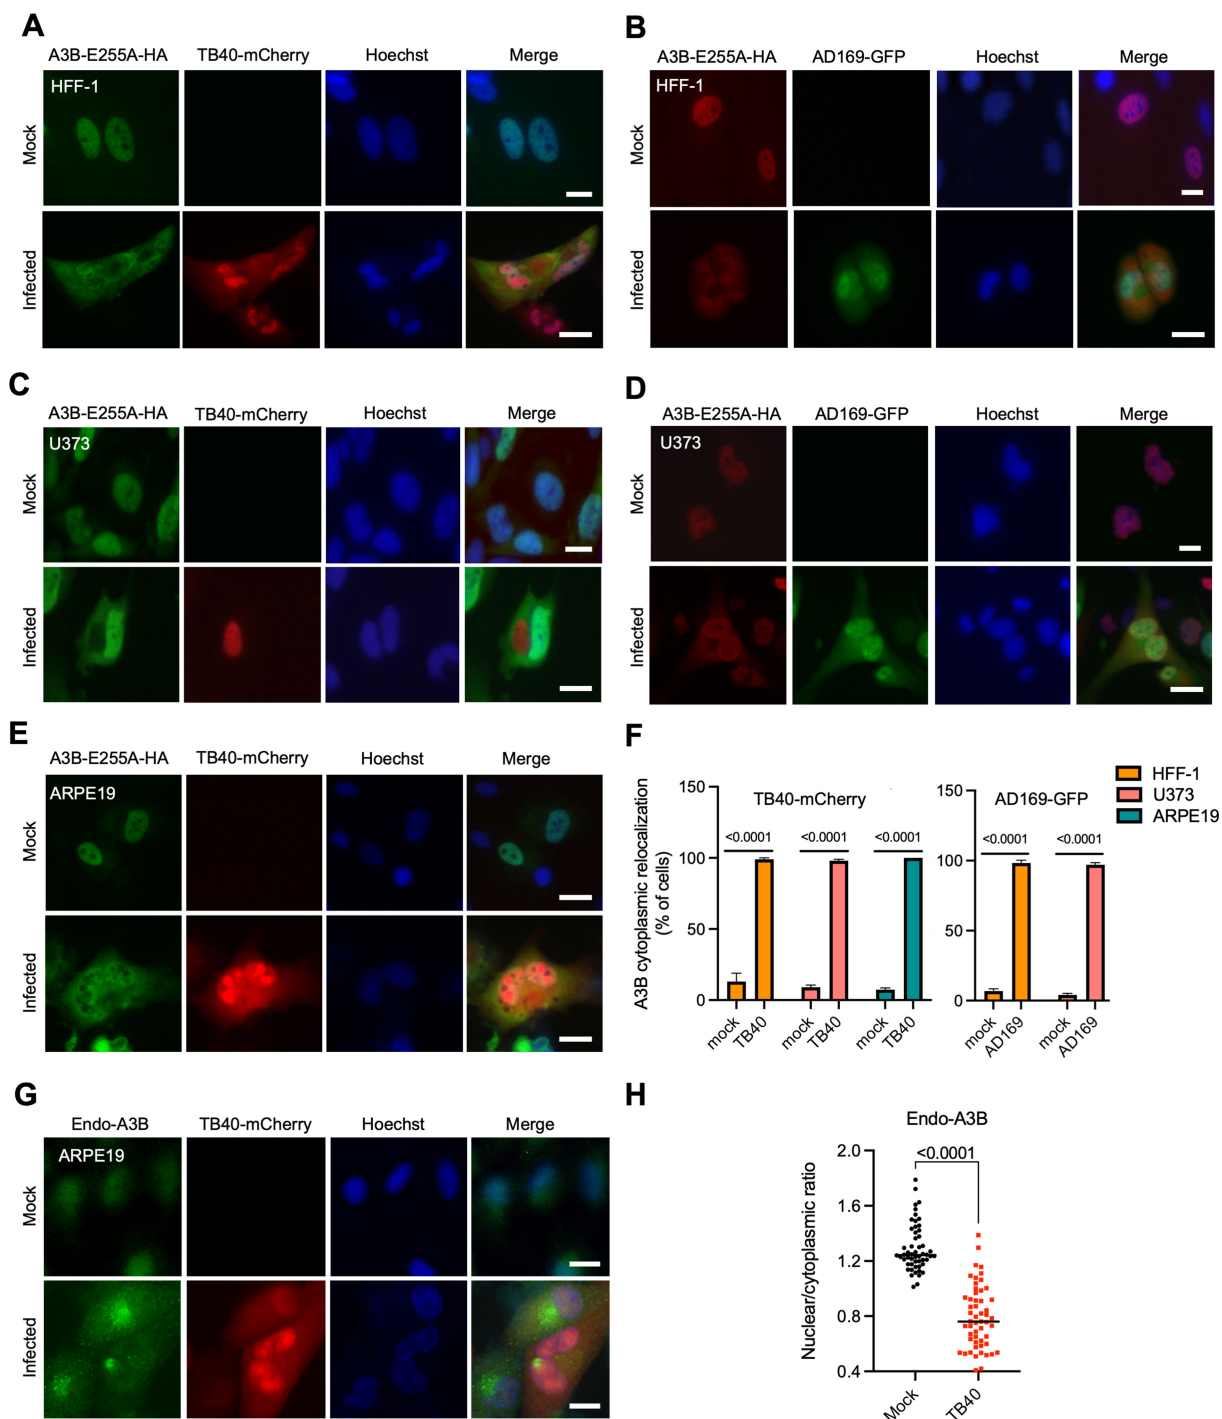 A
A3B-E255A-HA TB40-mCherry Hoechst Merge
HFF-1
Mock
Infected
B
A3B-E255A-HA AD169-GFP Hoechst Merge
HFF-1
Mock
Infected
C
A3B-E255A-HA TB40-mCherry Hoechst Merge
U373
Mock
Infected
D
A3B-E255A-HA AD169-GFP Hoechst Merge
U373
Mock
Infected
E
A3B-E255A-HA TB40-mCherry Hoechst Merge
ARPE19
Mock
Infected
F
A3B cytoplasmic relocalization
(% of cells)
TB40-mCherry
150
100
50
0
<0.0001 <0.0001 <0.0001
mock TB40 mock TB40 mock TB40
AD169-GFP
150
100
50
0
<0.0001 <0.0001
mock AD169 mock AD169
HFF-1
U373
ARPE19
G
Endo-A3B TB40-mCherry Hoechst Merge
ARPE19
Mock
Infected
H
Endo-A3B
Nuclear/cytoplasmic ratio
2.0
1.6
1.2
0.8
0.4
<0.0001
Mock TB40